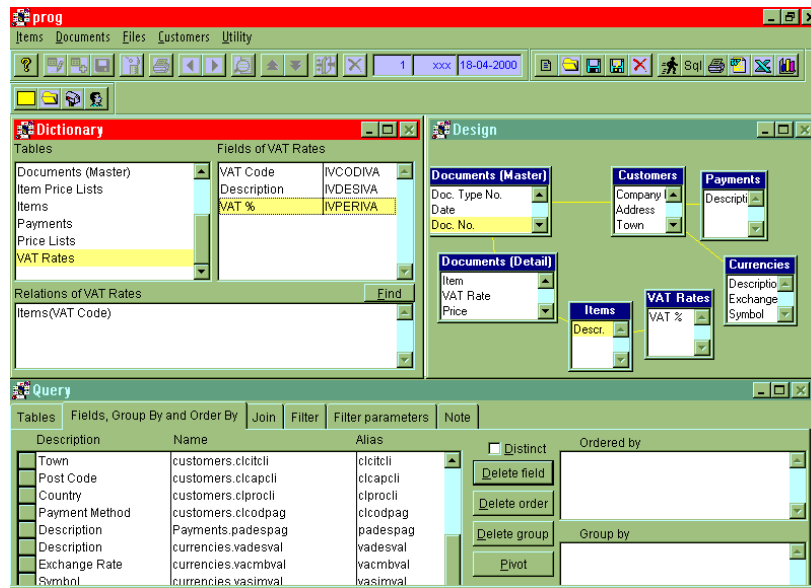 prog
Items Documents Files Customers Utility
? 1 xxx 18-04-2000 Sql
Dictionary
Tables Fields of VAT Rates
Documents (Master)
Item Price Lists
Items
Payments
Price Lists
VAT Rates
VAT Code IVCODIVA
Description IVDESIVA
VAT % IVPERIVA
Relations of VAT Rates Find
Items(VAT Code)
Design
Documents (Master)
Doc. Type No.
Date
Doc. No.
Customers
Company
Address
Town
Payments
Descripti
Documents (Detail)
Item
VAT Rate
Price
Items
Descr.
VAT Rates
VAT %
Currencies
Descriptio
Exchange
Symbol
Query
Tables Fields, Group By and Order By Join Filter Filter parameters Note
Description Name Alias
Town customers.clcitcli clcitcli
Post Code customers.clcapcli clcapcli
Country customers.clprocli clprocli
Payment Method customers.clcodpag clcodpag
Description Payments.padespag padespag
Description currencies.vadesval vadesval
Exchange Rate currencies.vacmbval vacmbval
Symbol currencies.vasimval vasimval
Distinct
Delete field
Delete order
Delete group
Pivot
Ordered by
Group by